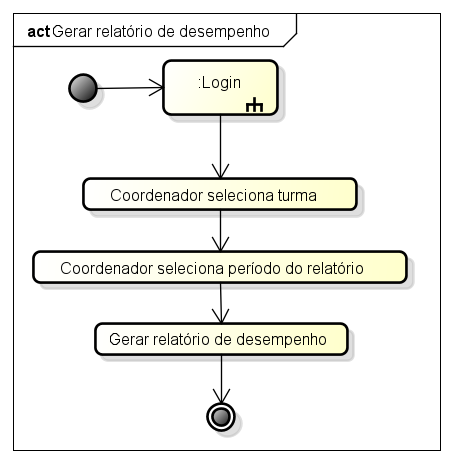 act Gerar relatório de desempenho
:Login
Coordenador seleciona turma
Coordenador seleciona período do relatório
Gerar relatório de desempenho